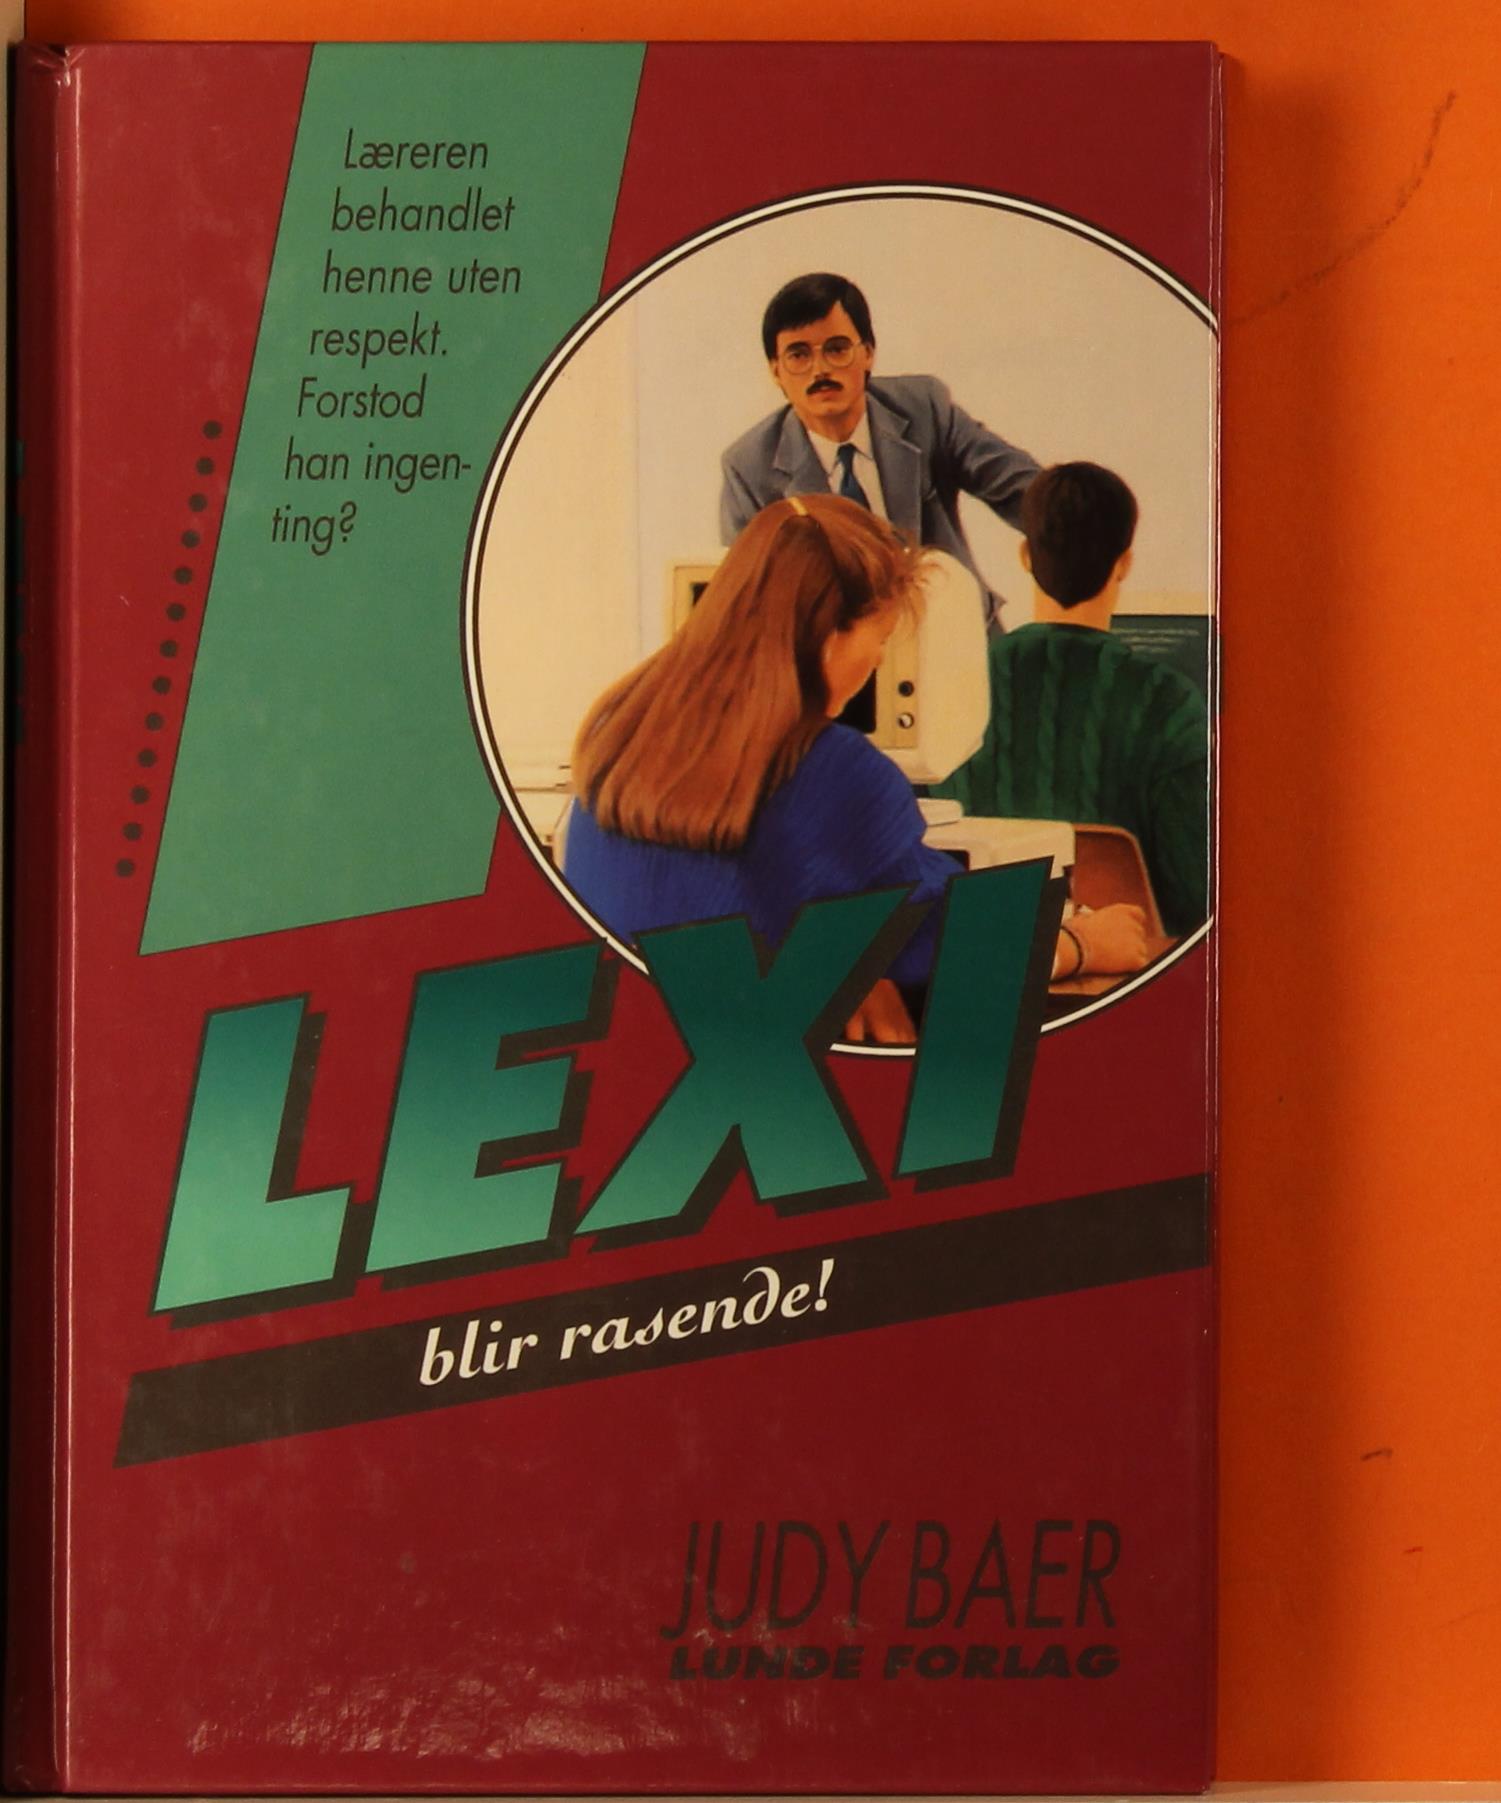 Læreren
behandlet
henne uten
respekt.
Forstod
han ingen-
ting?
LEXI
blir rasende!
JUDY BAER
LUNDE FORLAG